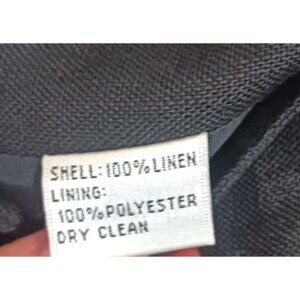 SHELL:100%LINEN
LINING:
100%POLYESTER
DRY CLEAN